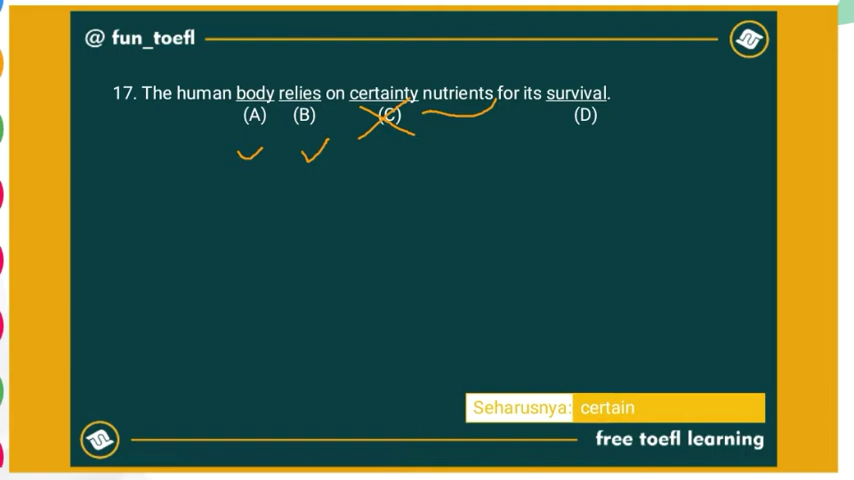 @ fun_toefl
17. The human body relies on certainty nutrients for its survival.
(A) (B) (C) (D)
Seharusnya: certain
free toefl learning